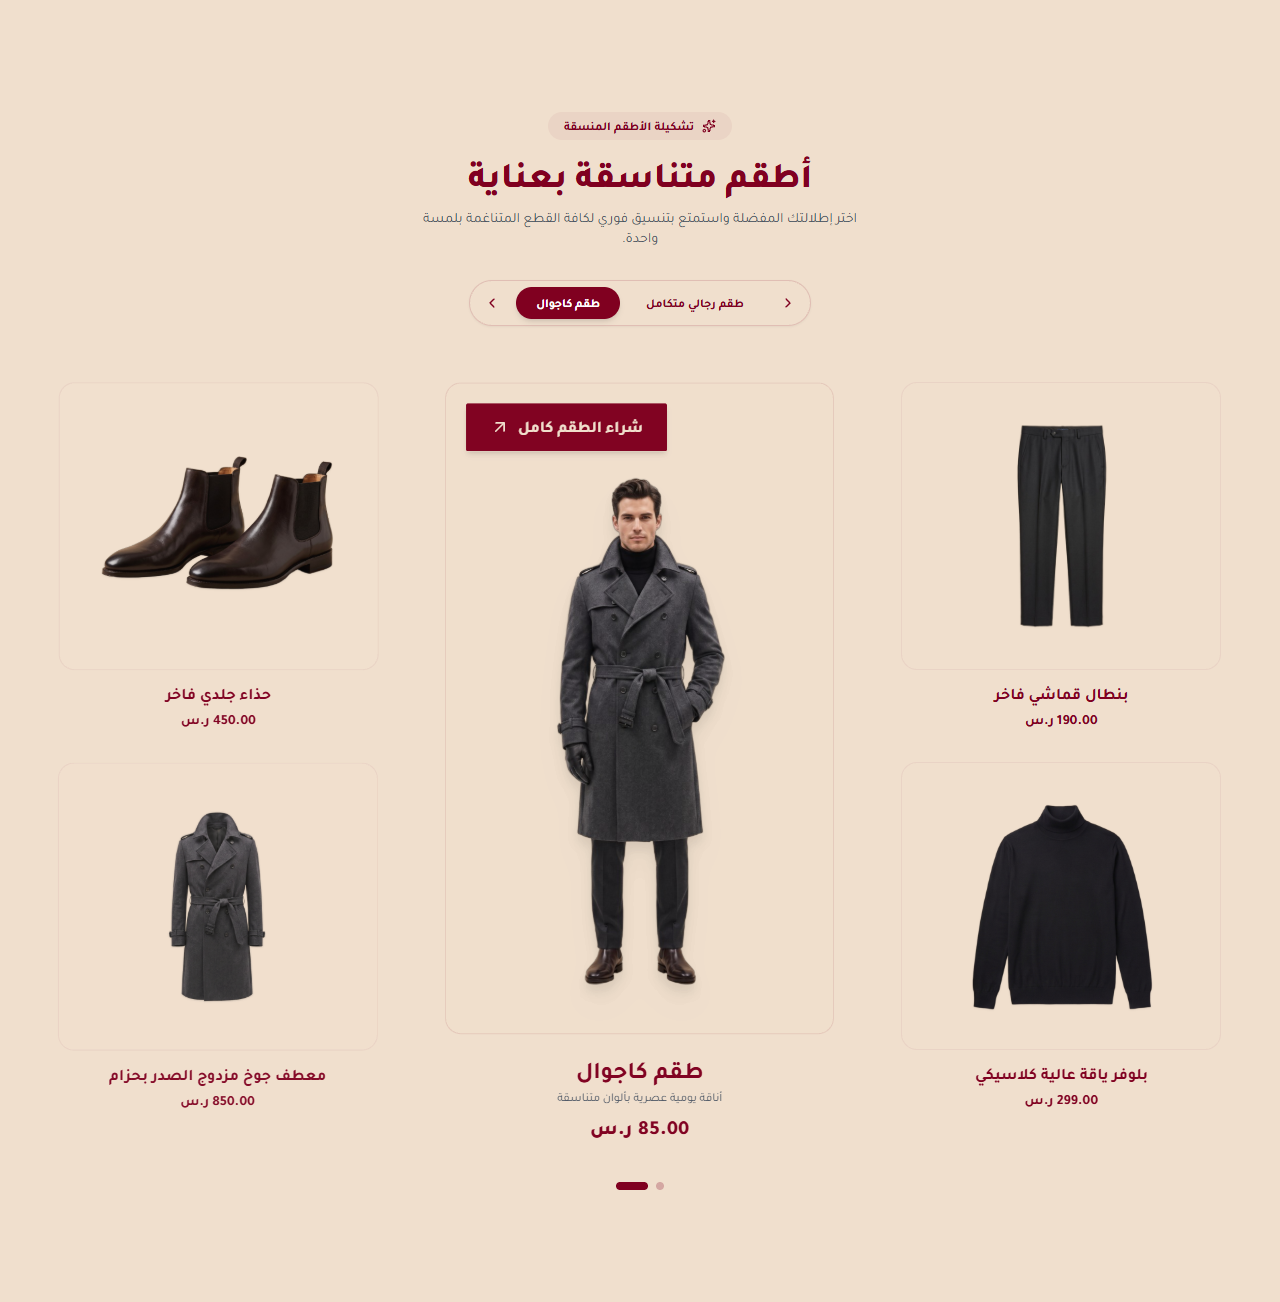 تشكيلة الأطقم المنسقة
أطقم متناسقة بعناية
اختر إطلالتك المفضلة واستمتع بتنسيق فوري لكافة القطع المتناغمة بلمسة
واحدة.
طقم رجالي متكامل
طقم كاجوال
بنطال قماشي فاخر
190.00 ر.س
بلوفر ياقة عالية كلاسيكي
299.00 ر.س
شراء الطقم كامل
طقم كاجوال
أناقة يومية عصرية بألوان متناسقة
85.00 ر.س
حذاء جلدي فاخر
450.00 ر.س
معطف جوخ مزدوج الصدر بحزام
850.00 ر.س